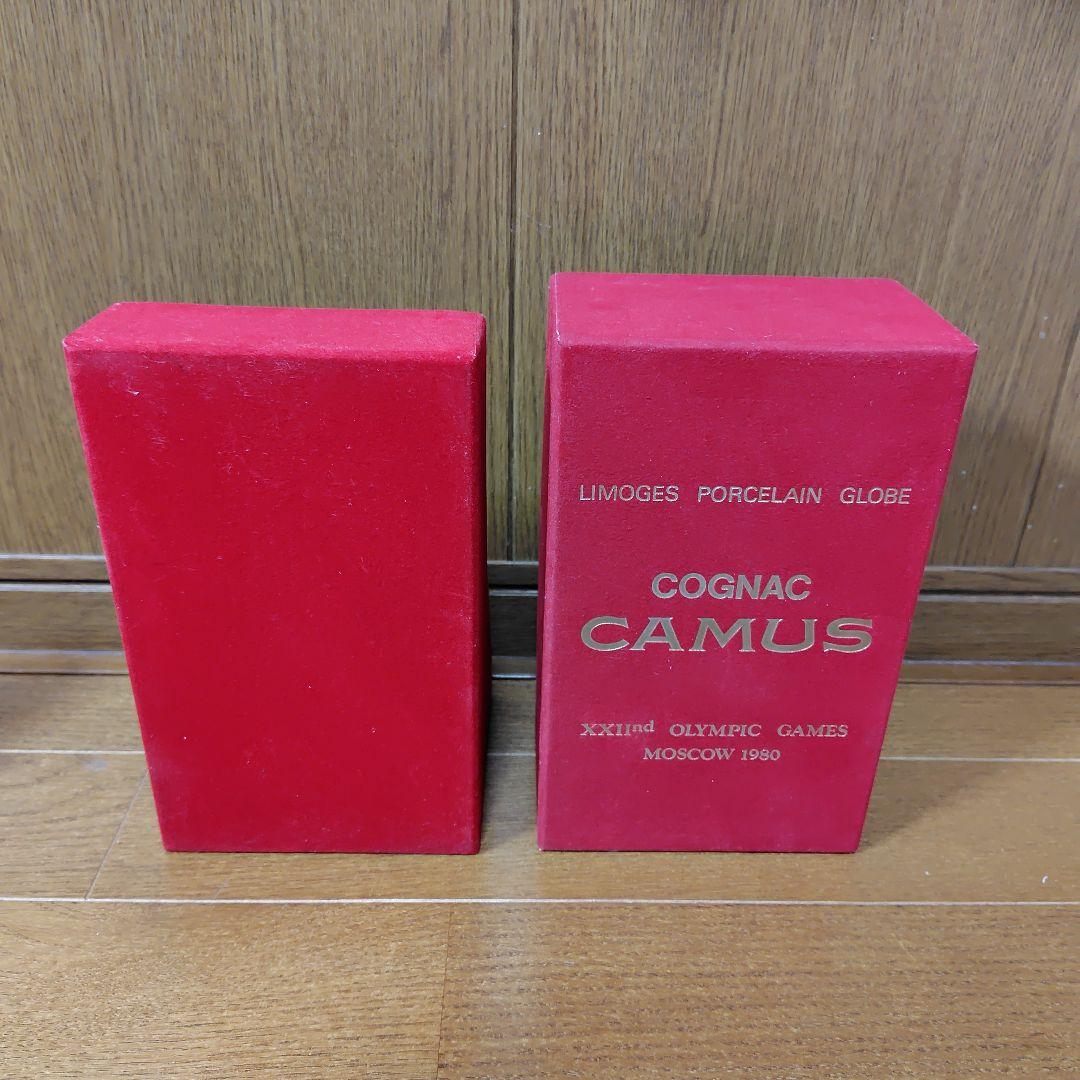 LIMOGES PORCELAIN GLOBE
COGNAC
CAMUS
XXIInd OLYMPIC GAMES
MOSCOW 1980